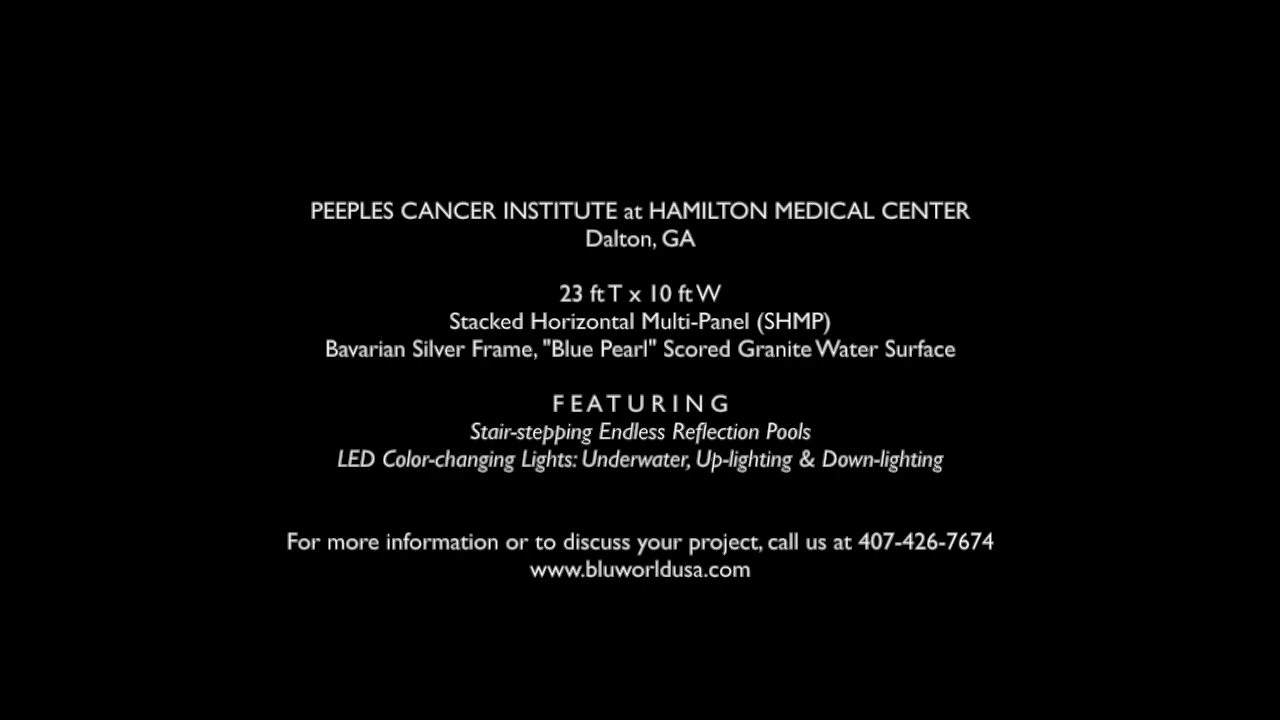 PEEPLES CANCER INSTITUTE at HAMILTON MEDICAL CENTER
Dalton, GA
23 ft T x 10 ft W
Stacked Horizontal Multi-Panel (SHMP)
Bavarian Silver Frame, "Blue Pearl" Scored Granite Water Surface
FEATURING
Stair-stepping Endless Reflection Pools
LED Color-changing Lights: Underwater, Up-lighting & Down-lighting
For more information or to discuss your project, call us at 407-426-7674
www.bluworldusa.com